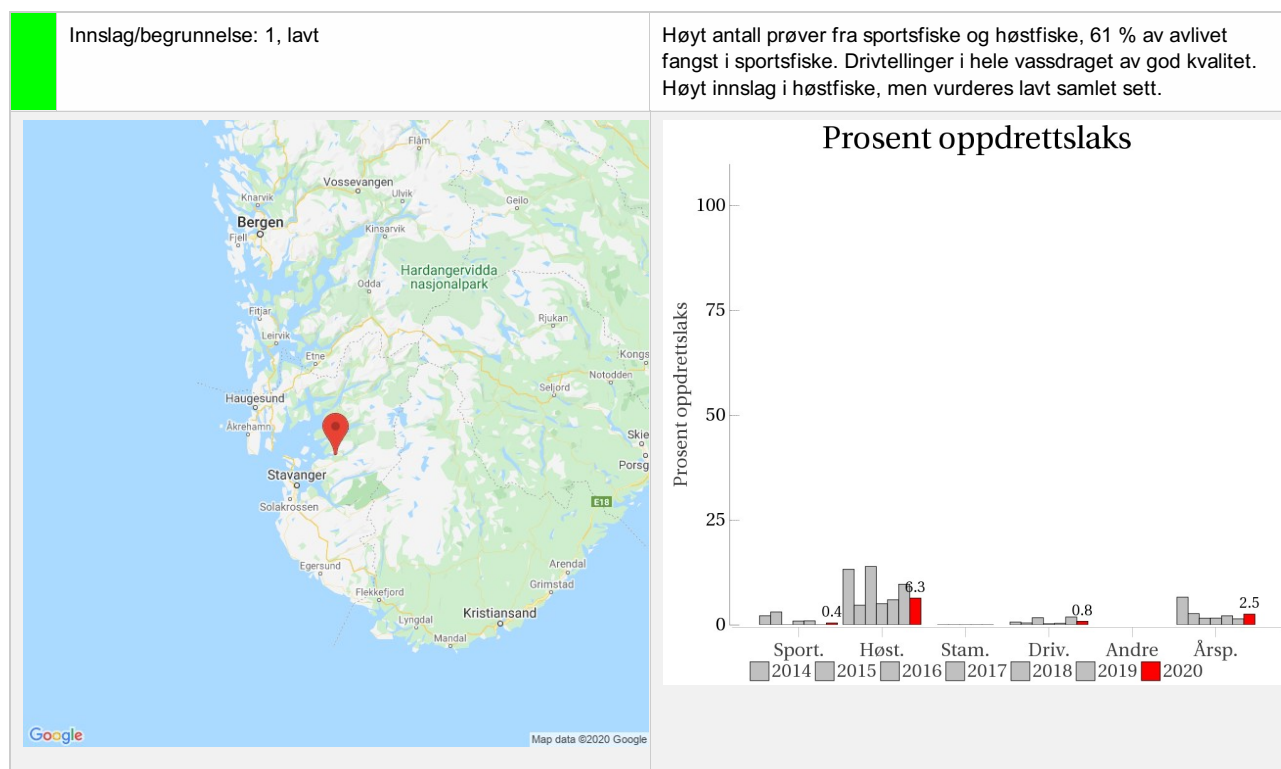 Innslag/begrunnelse: 1, lavt
Høyt antall prøver fra sportsfiske og høstfiske, 61 % av avlivet
fangst i sportsfiske. Drivtellinger i hele vassdraget av god kvalitet.
Høyt innslag i høstfiske, men vurderes lavt samlet sett.
Flåm
Vossevangen
Ulvik
Knarvik
Geilo
Bergen
Kinsarvik
Fjell
Hardangervidda
nasjonalpark
Odda
Fitjar
Rjukan
Leirvik
Etne
Kongs
Notodden
Seljord
Haugesund
Åkrehamn
Skie
Porsg
Stavanger
E18
Solakrossen
Egersund
Arendal
Grimstad
Flekkefjord
Kristiansand
Lyngdal
Mandal
Google
Map data ©2020 Google
Prosent oppdrettslaks
Prosent oppdrettslaks
100
75
50
25
0
0.4
6.3
0.8
2.5
Sport. Høst. Stam. Driv. Andre Årsp.
2014 2015 2016 2017 2018 2019 2020